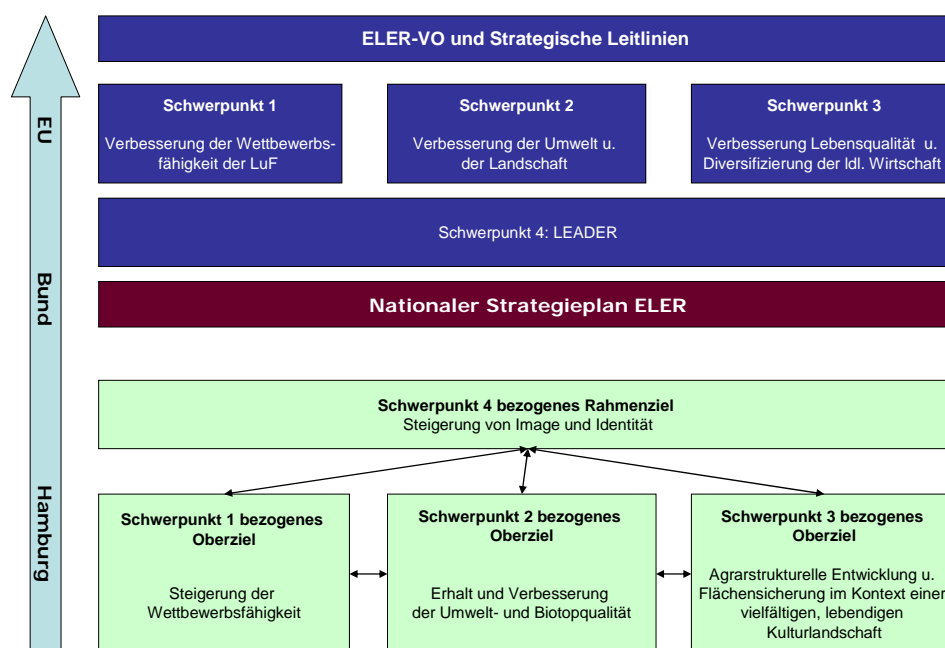 ELER-VO und Strategische Leitlinien
EU
Schwerpunkt 1
Verbesserung der Wettbewerbs-
fähigkeit der LuF
Schwerpunkt 2
Verbesserung der Umwelt u.
der Landschaft
Schwerpunkt 3
Verbesserung Lebensqualität u.
Diversifizierung der ldl. Wirtschaft
Schwerpunkt 4: LEADER
Bund
Nationaler Strategieplan ELER
Schwerpunkt 4 bezogenes Rahmenziel
Steigerung von Image und Identität
Hamburg
Schwerpunkt 1 bezogenes
Oberziel
Steigerung der
Wettbewerbsfähigkeit
Schwerpunkt 2 bezogenes
Oberziel
Erhalt und Verbesserung
der Umwelt- und Biotopqualität
Schwerpunkt 3 bezogenes
Oberziel
Agrarstrukturelle Entwicklung u.
Flächensicherung im Kontext einer
vielfältigen, lebendigen
Kulturlandschaft